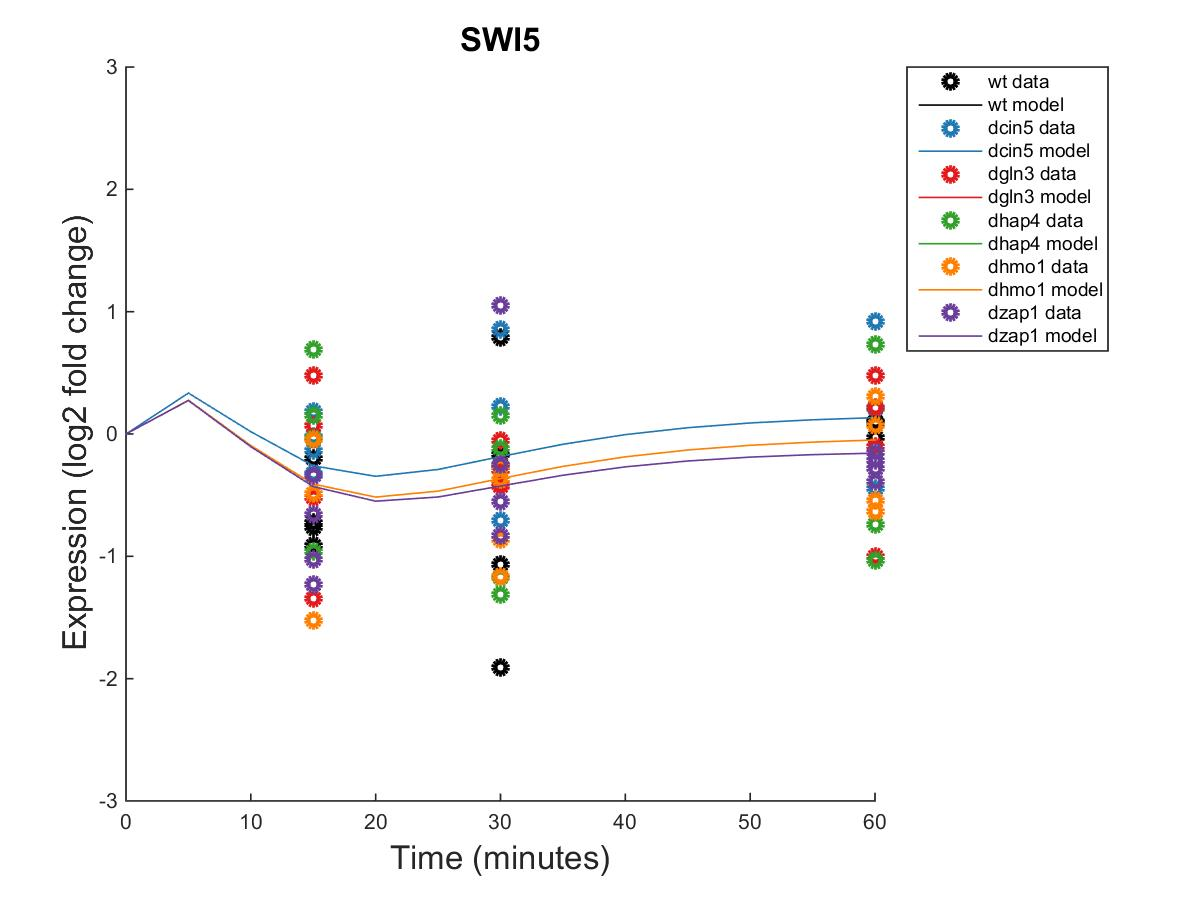 SWI5
Expression (log2 fold change)
3
2
1
0
-1
-2
-3
0 10 20 30 40 50 60
Time (minutes)
wt data
wt model
dcin5 data
dcin5 model
dgln3 data
dgln3 model
dhap4 data
dhap4 model
dhmo1 data
dhmo1 model
dzap1 data
dzap1 model